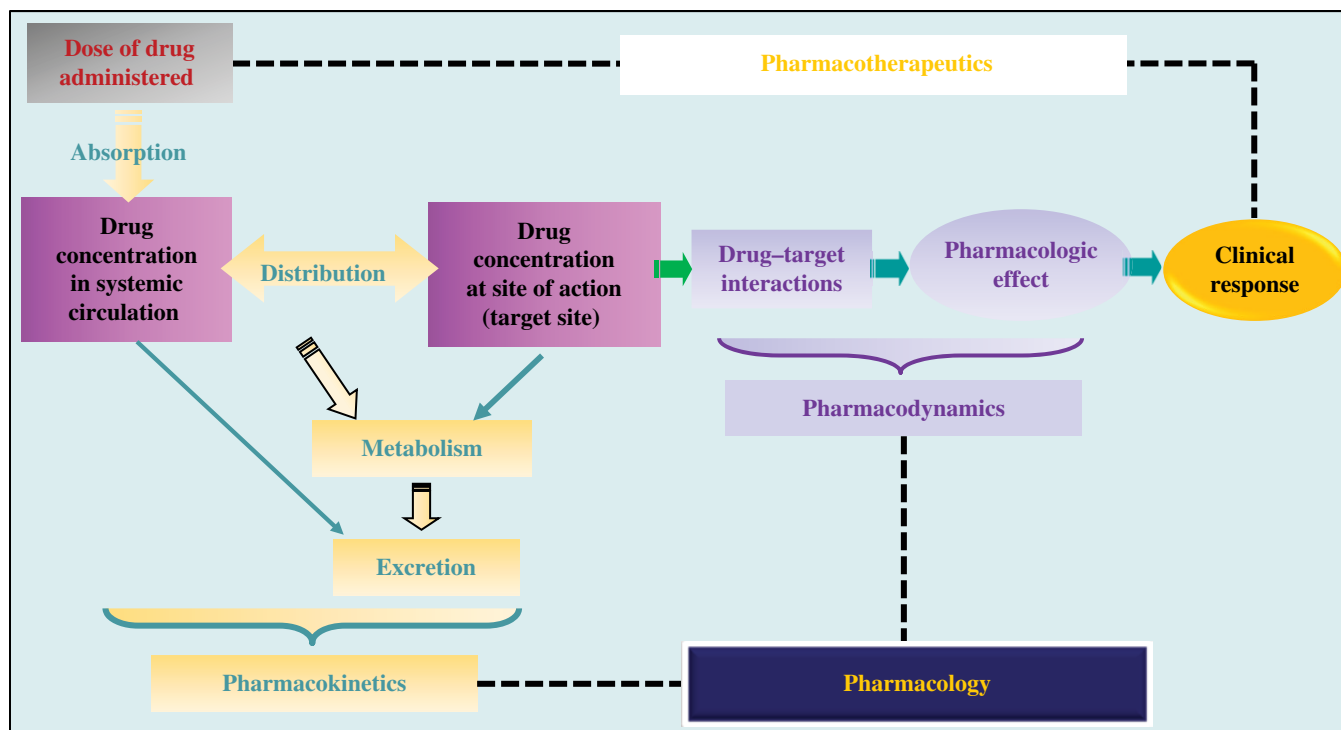 Dose of drug
administered
Pharmacotherapeutics
Absorption
Drug
concentration
in systemic
circulation
Distribution
Drug
concentration
at site of action
(target site)
Drug–target
interactions
Pharmacologic
effect
Clinical
response
Pharmacodynamics
Metabolism
Excretion
Pharmacokinetics
Pharmacology